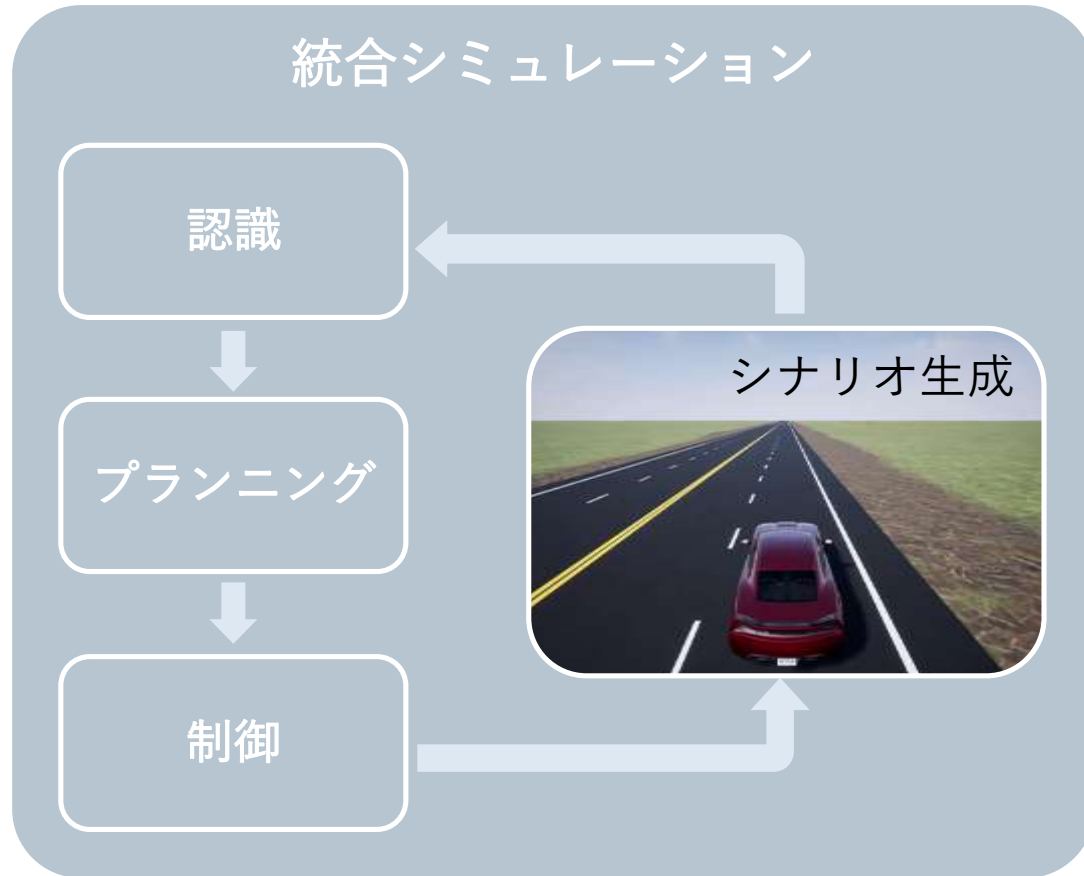 統合シミュレーション
認識
シナリオ生成
プランニング
制御